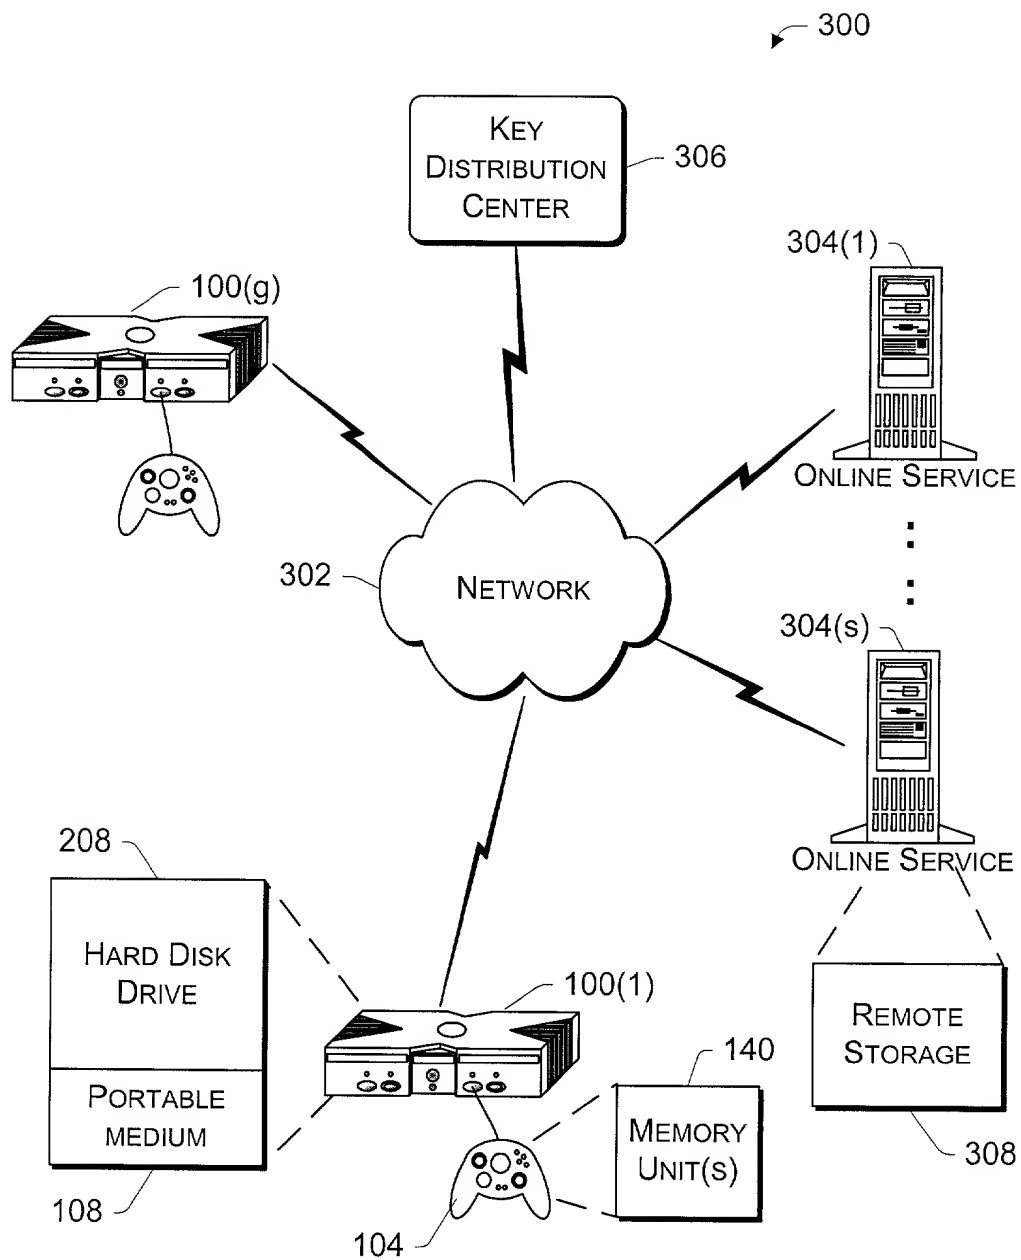 300
KEY
DISTRIBUTION
CENTER
306
304(1)
100(g)
ONLINE SERVICE
302
NETWORK
304(s)
208
ONLINE SERVICE
HARD DISK
DRIVE
100(1)
REMOTE
STORAGE
140
PORTABLE
MEDIUM
MEMORY
UNIT(S)
308
108
104